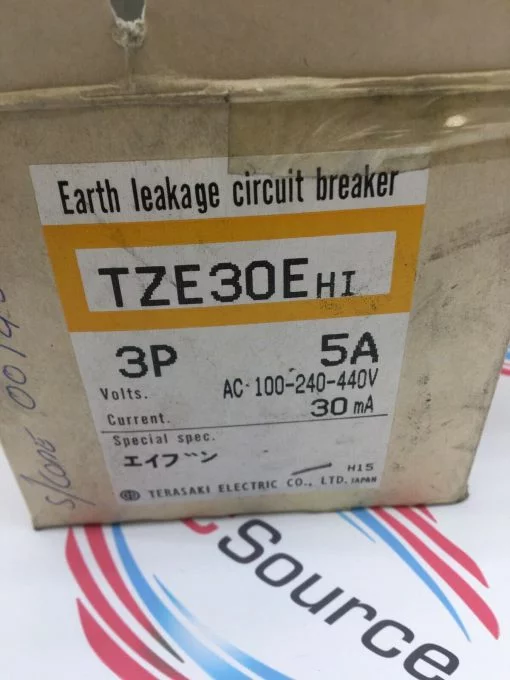 Earth leakage circuit breaker
TZE30E HI
3P 5A
Volts. AC 100-240-440V
Current. 30 mA
Special spec.
エイブン
H15
TERASAKI ELECTRIC CO., LTD. JAPAN
Source